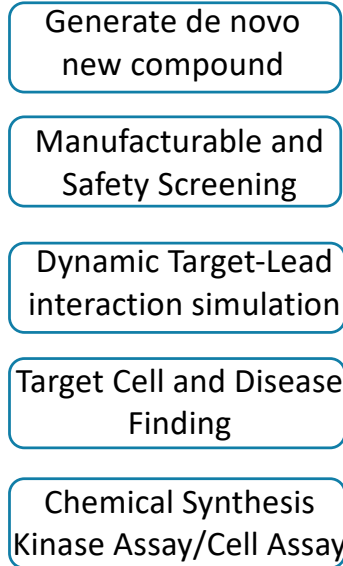 Generate de novo
new compound
Manufacturable and
Safety Screening
Dynamic Target-Lead
interaction simulation
Target Cell and Disease
Finding
Chemical Synthesis
Kinase Assay/Cell Assay